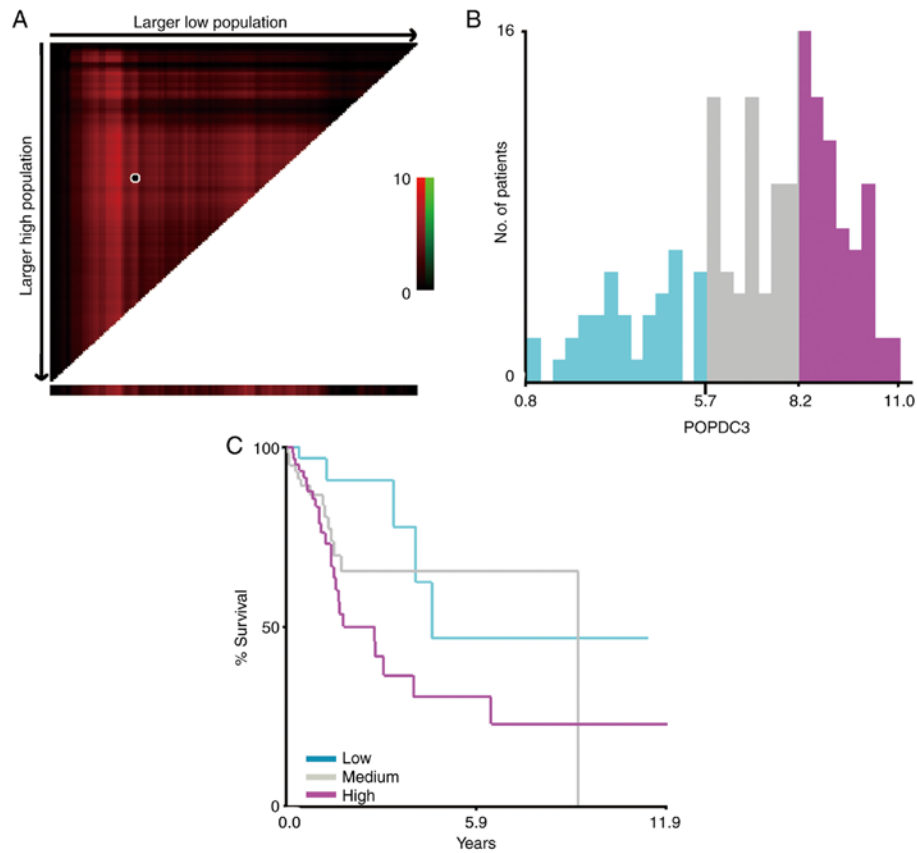 A
Larger low population
Larger high population
10
0
B
16
No. of patients
0
0.8
5.7
8.2
11.0
POPDC3
C
100
% Survival
50
0
Low
Medium
High
0.0
5.9
11.9
Years